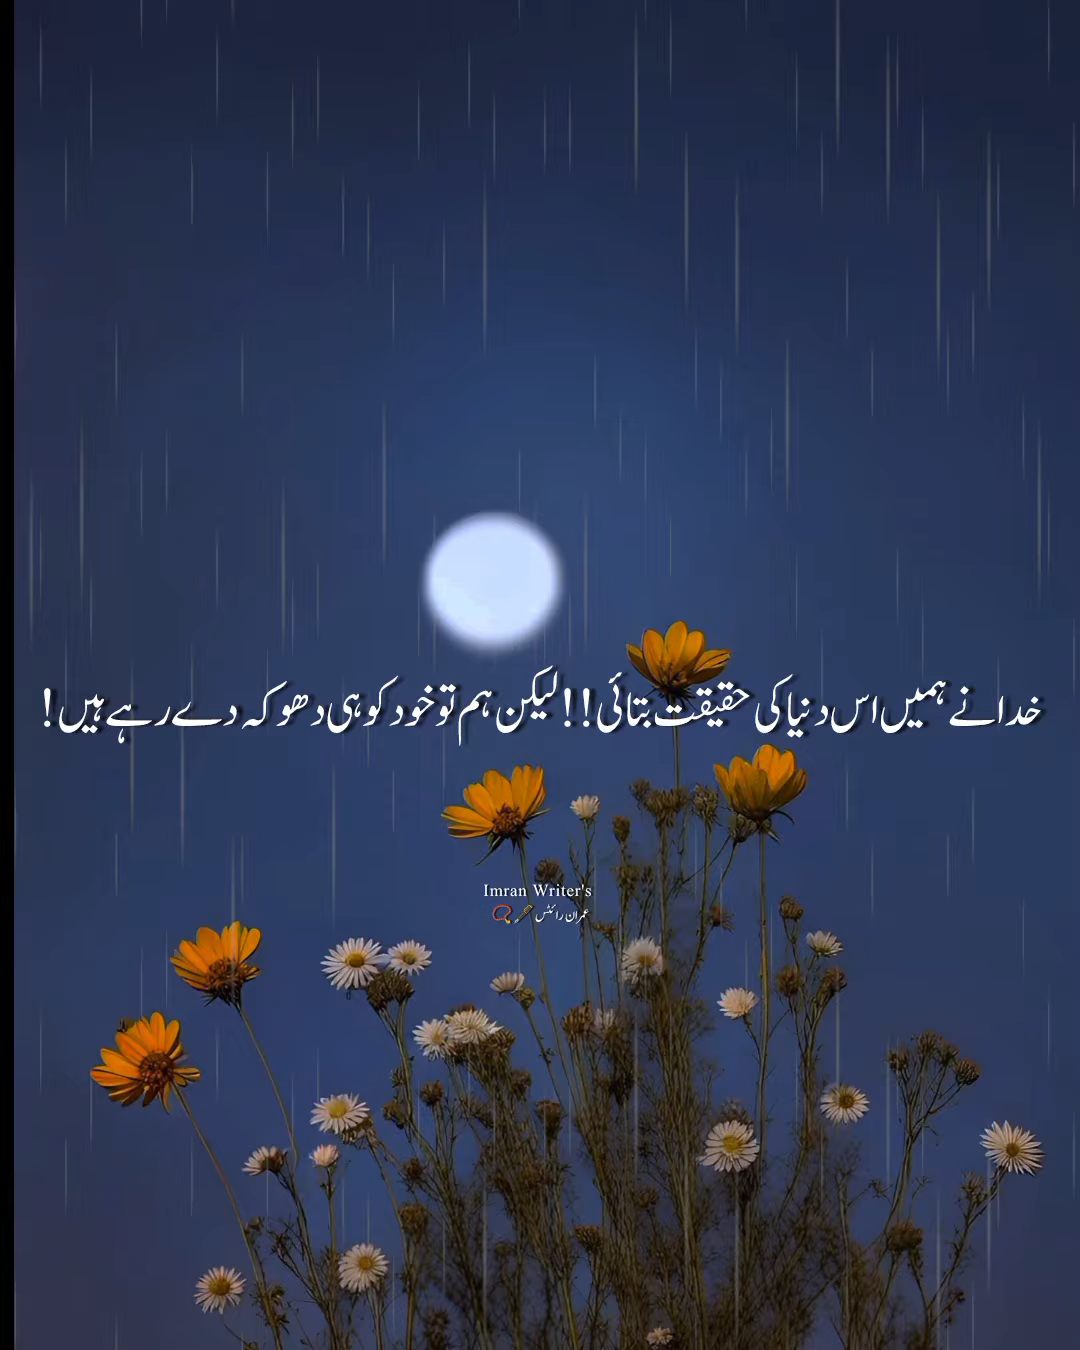 خدا نے ہمیں اس دنیا کی حقیقت بتائی!! لیکن ہم تو خود کو ہی دھوکہ دے رہے ہیں!
Imran Writer's
عمران رائٹس